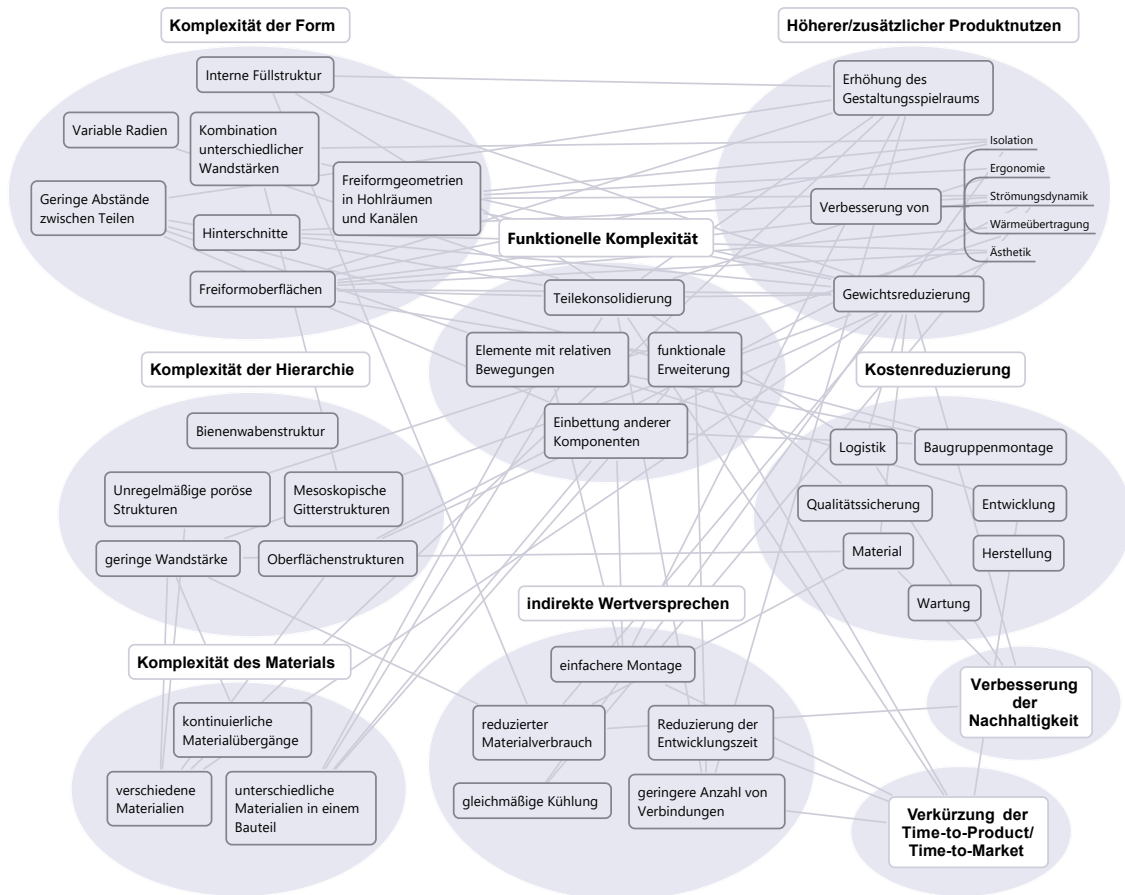 Komplexität der Form
Interne Füllstruktur
Variable Radien
Kombination
unterschiedlicher
Wandstärken
Geringe Abstände
zwischen Teilen
Freiformgeometrien
in Hohlräumen
und Kanälen
Hinterschnitte
Freiformoberflächen
Höherer/zusätzlicher Produktnutzen
Erhöhung des
Gestaltungsspielraums
Verbesserung von
Isolation
Ergonomie
Strömungsdynamik
Wärmeübertragung
Ästhetik
Gewichtsreduzierung
Funktionelle Komplexität
Teilekonsolidierung
Elemente mit relativen
Bewegungen
funktionale
Erweiterung
Einbettung anderer
Komponenten
Komplexität der Hierarchie
Bienenwabenstruktur
Unregelmäßige poröse
Strukturen
Mesoskopische
Gitterstrukturen
geringe Wandstärke
Oberflächenstrukturen
Kostenreduzierung
Logistik
Baugruppenmontage
Qualitätssicherung
Entwicklung
Material
Herstellung
Wartung
Komplexität des Materials
kontinuierliche
Materialübergänge
verschiedene
Materialien
unterschiedliche
Materialien in einem
Bauteil
indirekte Wertversprechen
einfachere Montage
reduzierter
Materialverbrauch
Reduzierung der
Entwicklungszeit
gleichmäßige Kühlung
geringere Anzahl von
Verbindungen
Verbesserung
der
Nachhaltigkeit
Verkürzung der
Time-to-Product/
Time-to-Market